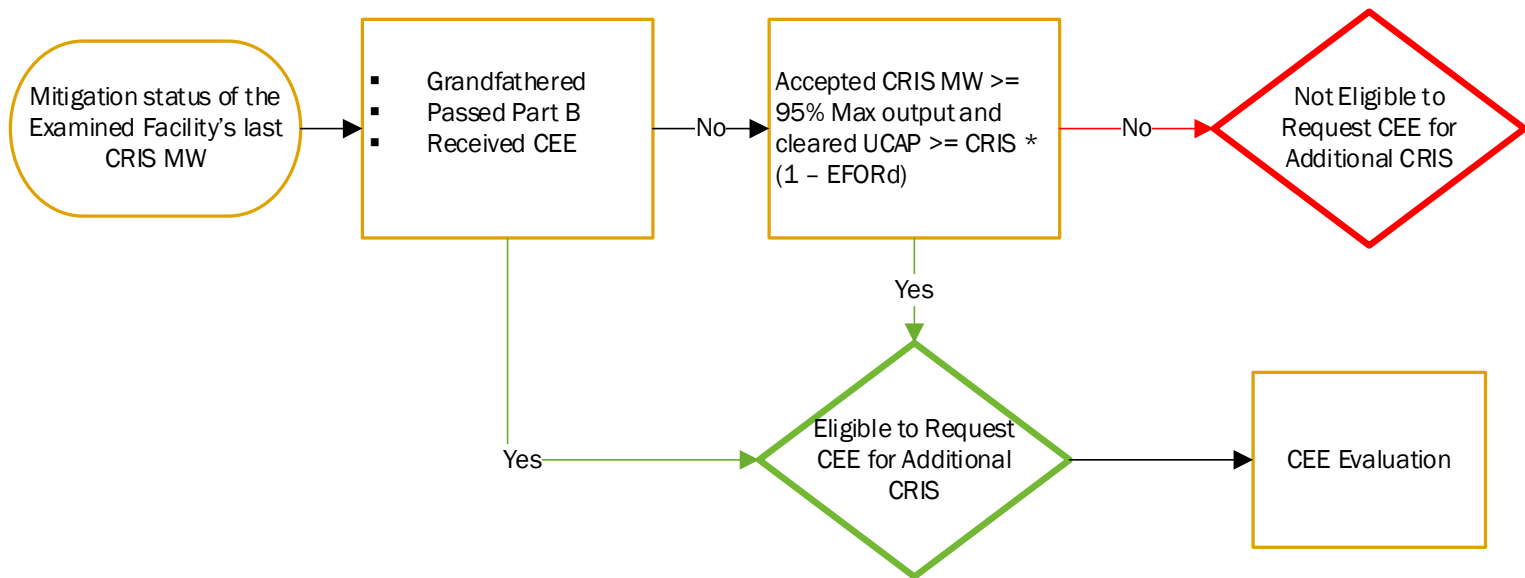 Mitigation status of the
Examined Facility's last
CRIS MW
▪ Grandfathered
▪ Passed Part B
▪ Received CEE
No
Accepted CRIS MW >=
95% Max output and
cleared UCAP >= CRIS *
(1 – EFORd)
No
Not Eligible to
Request CEE for
Additional CRIS
Yes
Yes
Eligible to Request
CEE for Additional
CRIS
CEE Evaluation